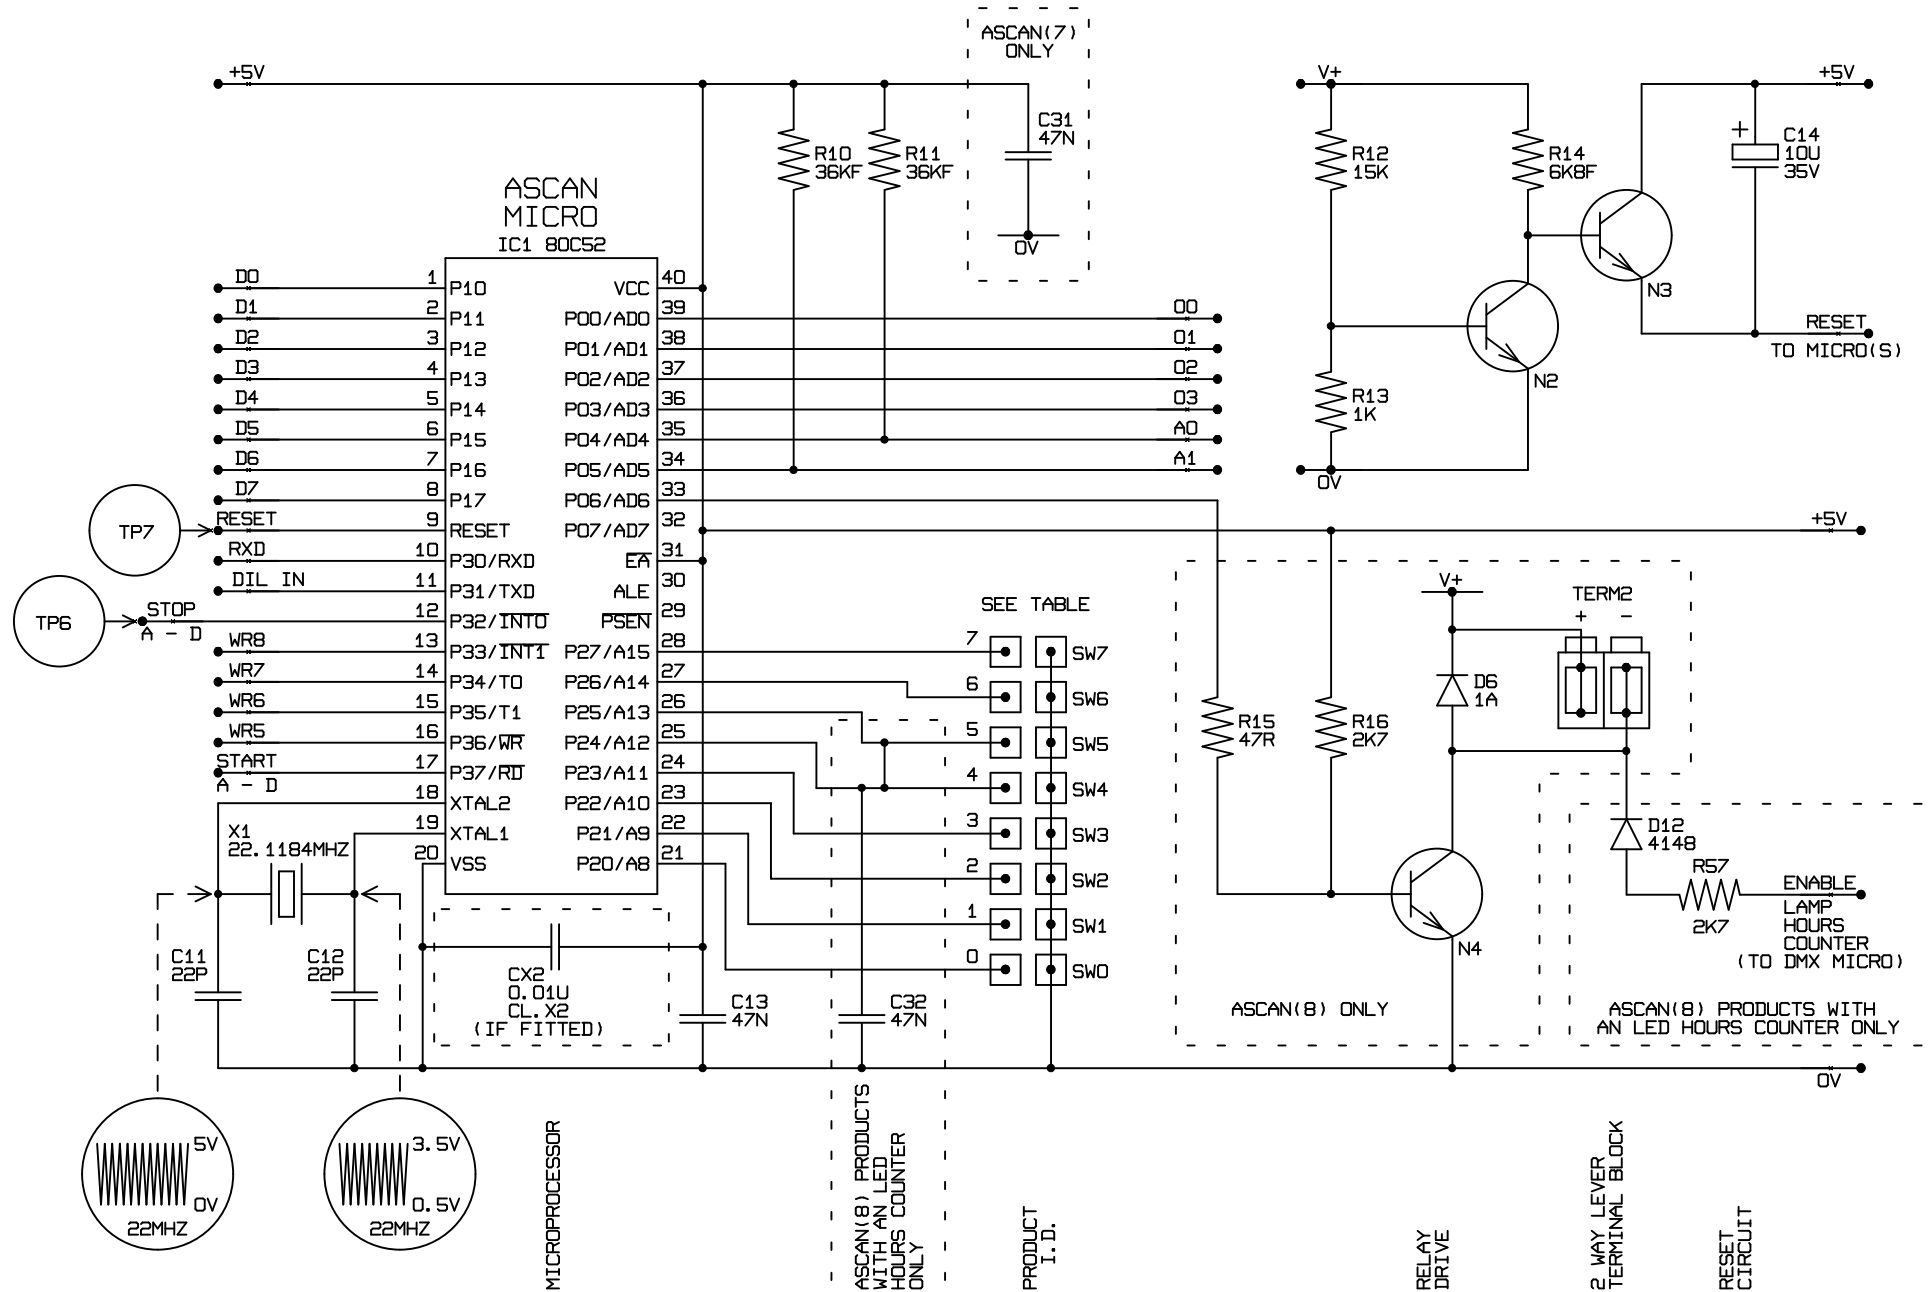 ASCAN(7)
ONLY
+5V
V+
+5V
C31
47N
+
C14
10U
35V
R10
36KF
R11
36KF
R12
15K
R14
6K8F
ASCAN
MICRO
IC1 80C52
0V
N3
RESET
TO MICRO(S)
N2
R13
1K
0V
D0 1 P10
D1 2 P11
D2 3 P12
D3 4 P13
D4 5 P14
D5 6 P15
D6 7 P16
D7 8 P17
TP7 RESET 9 RESET
RXD 10 P30/RXD
DIL IN 11 P31/TXD
TP6 STOP 12 P32/INT0
A - D
WR8 13 P33/INT1
WR7 14 P34/T0
WR6 15 P35/T1
WR5 16 P36/WR
START 17 P37/RD
A - D
18 XTAL2
19 XTAL1
20 VSS
VCC 40
P00/AD0 39 00
P01/AD1 38 01
P02/AD2 37 02
P03/AD3 36 03
P04/AD4 35 A0
P05/AD5 34 A1
P06/AD6 33
P07/AD7 32
EA 31
ALE 30
PSEN 29
P27/A15 28
P26/A14 27
P25/A13 26
P24/A12 25
P23/A11 24
P22/A10 23
P21/A9 22
P20/A8 21
X1
22.1184MHZ
C11
22P
C12
22P
CX2
0.01U
CL.X2
(IF FITTED)
C13
47N
C32
47N
SEE TABLE
7 SW7
6 SW6
5 SW5
4 SW4
3 SW3
2 SW2
1 SW1
0 SW0
+5V
V+
TERM2
+ -
D6
1A
R15
47R
R16
2K7
N4
D12
4148
R57
2K7
ENABLE
LAMP
HOURS
COUNTER
(TO DMX MICRO)
ASCAN(8) ONLY
ASCAN(8) PRODUCTS WITH
AN LED HOURS COUNTER ONLY
0V
5V
0V
22MHZ
3.5V
0.5V
22MHZ
MICROPROCESSOR
ASCAN(8) PRODUCTS
WITH AN LED
HOURS COUNTER
ONLY
PRODUCT
I.D.
RELAY
DRIVE
2 WAY LEVER
TERMINAL BLOCK
RESET
CIRCUIT